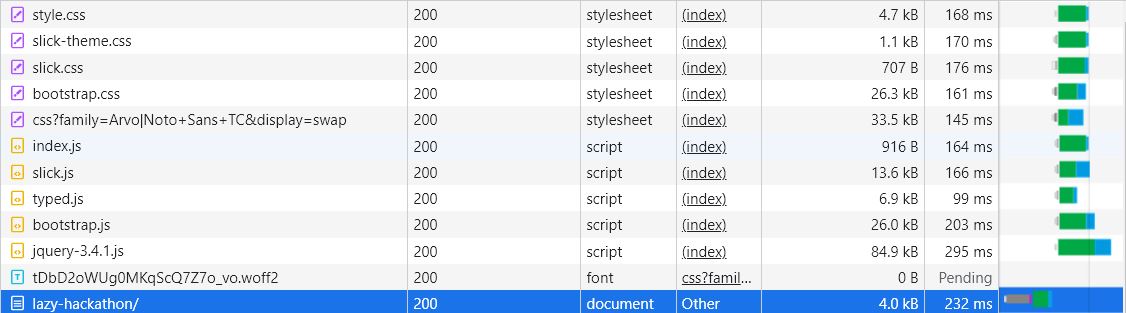 style.css 200 stylesheet (index) 4.7 kB 168 ms
slick-theme.css 200 stylesheet (index) 1.1 kB 170 ms
slick.css 200 stylesheet (index) 707 B 176 ms
bootstrap.css 200 stylesheet (index) 26.3 kB 161 ms
css?family=Arvo|Noto+Sans+TC&display=swap 200 stylesheet (index) 33.5 kB 145 ms
index.js 200 script (index) 916 B 164 ms
slick.js 200 script (index) 13.6 kB 166 ms
typed.js 200 script (index) 6.9 kB 99 ms
bootstrap.js 200 script (index) 26.0 kB 203 ms
jquery-3.4.1.js 200 script (index) 84.9 kB 295 ms
tDbD2oWUg0MKqScQ7Z7o_vo.woff2 200 font css?famil... 0 B Pending
lazy-hackathon/ 200 document Other 4.0 kB 232 ms